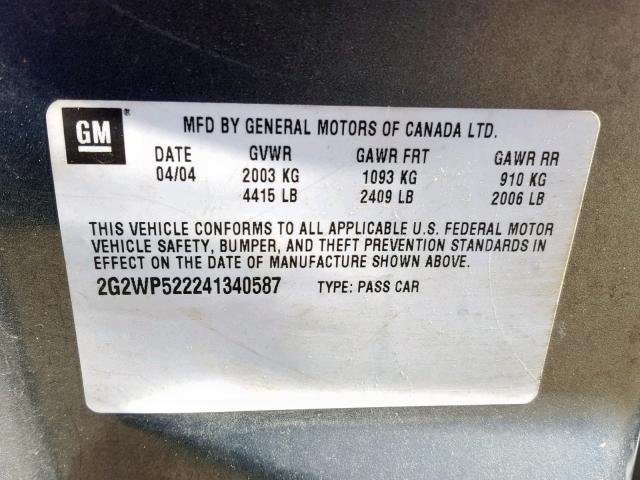 GM ®
MFD BY GENERAL MOTORS OF CANADA LTD.
DATE GVWR GAWR FRT GAWR RR
04/04 2003 KG 1093 KG 910 KG
4415 LB 2409 LB 2006 LB
THIS VEHICLE CONFORMS TO ALL APPLICABLE U.S. FEDERAL MOTOR
VEHICLE SAFETY, BUMPER, AND THEFT PREVENTION STANDARDS IN
EFFECT ON THE DATE OF MANUFACTURE SHOWN ABOVE.
2G2WP522241340587 TYPE: PASS CAR